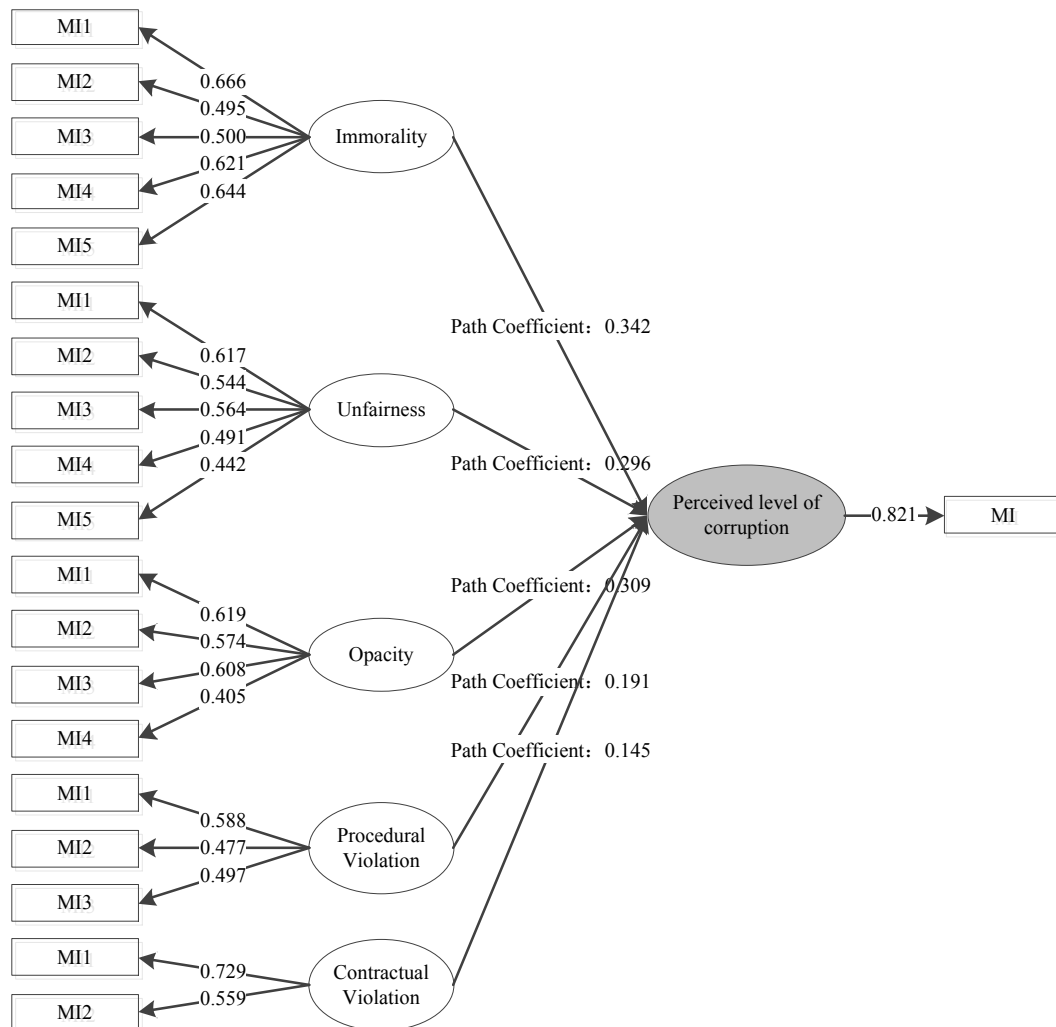 MI1
MI2
MI3
MI4
MI5
0.666
0.495
0.500
0.621
0.644
Immorality
Path Coefficient：0.342
MI1
MI2
MI3
MI4
MI5
0.617
0.544
0.564
0.491
0.442
Unfairness
Path Coefficient：0.296
MI1
MI2
MI3
MI4
0.619
0.574
0.608
0.405
Opacity
Path Coefficient：0.309
MI1
MI2
MI3
0.588
0.477
0.497
Procedural
Violation
Path Coefficient：0.191
MI1
MI2
0.729
0.559
Contractual
Violation
Path Coefficient：0.145
Perceived level of
corruption
0.821
MI